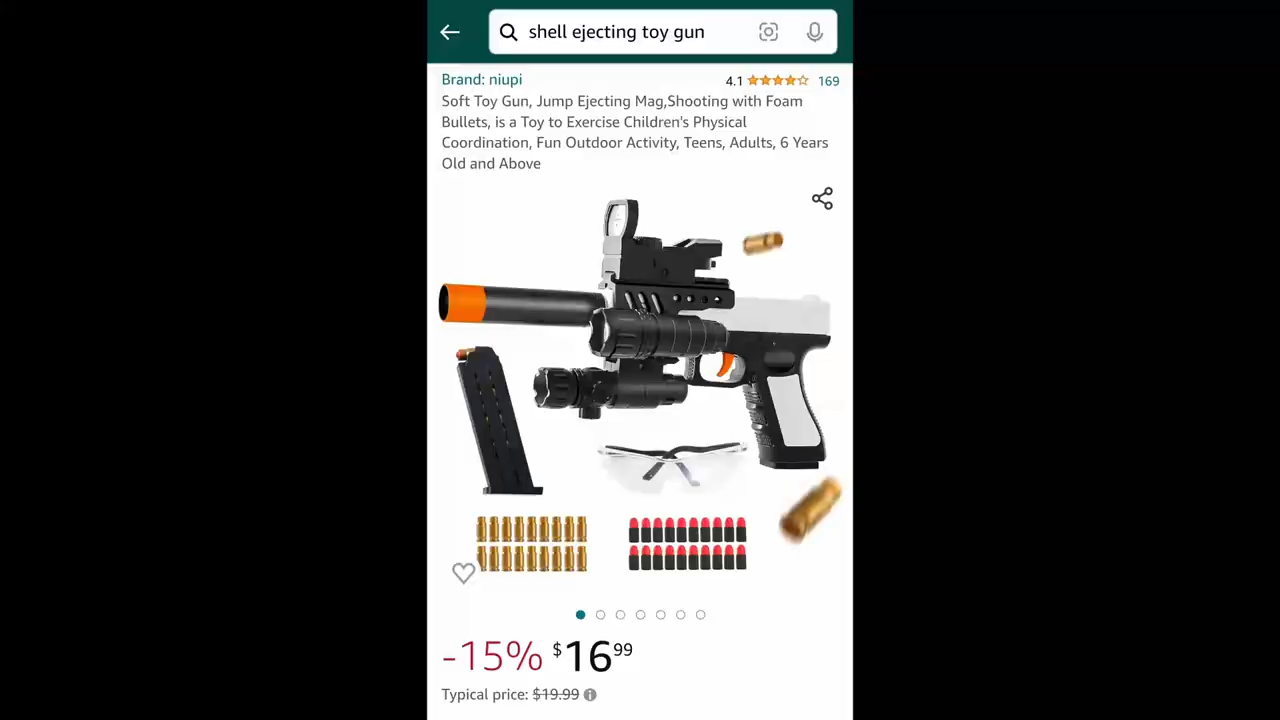 shell ejecting toy gun
Brand: niupi
4.1
169
Soft Toy Gun, Jump Ejecting Mag,Shooting with Foam
Bullets, is a Toy to Exercise Children's Physical
Coordination, Fun Outdoor Activity, Teens, Adults, 6 Years
Old and Above
-15% $16 99
Typical price: $19.99